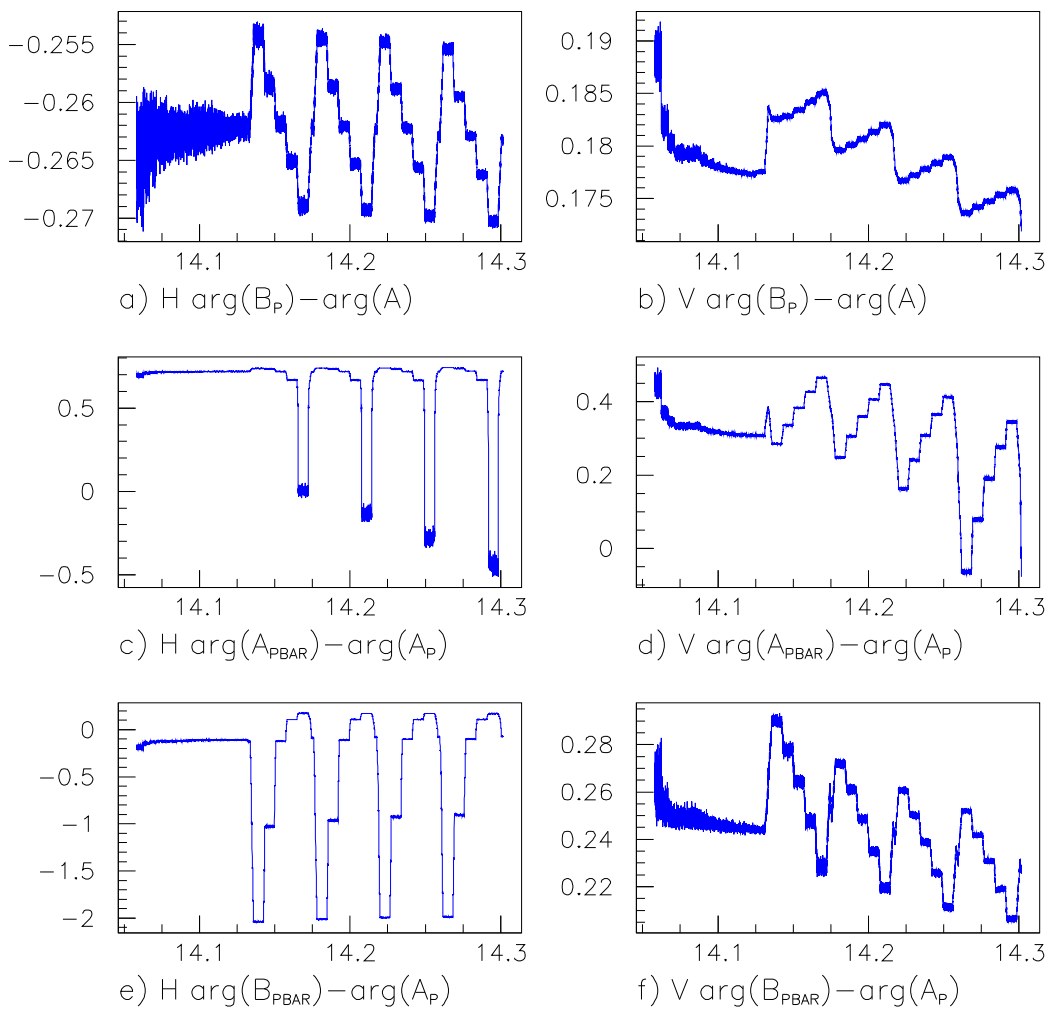 −0.255
−0.26
−0.265
−0.27
14.1 14.2 14.3
a) H arg(B_P)−arg(A)
0.19
0.185
0.18
0.175
14.1 14.2 14.3
b) V arg(B_P)−arg(A)
0.5
0
−0.5
14.1 14.2 14.3
c) H arg(A_PBAR)−arg(A_P)
0.4
0.2
0
14.1 14.2 14.3
d) V arg(A_PBAR)−arg(A_P)
0
−0.5
−1
−1.5
−2
14.1 14.2 14.3
e) H arg(B_PBAR)−arg(A_P)
0.28
0.26
0.24
0.22
14.1 14.2 14.3
f) V arg(B_PBAR)−arg(A_P)